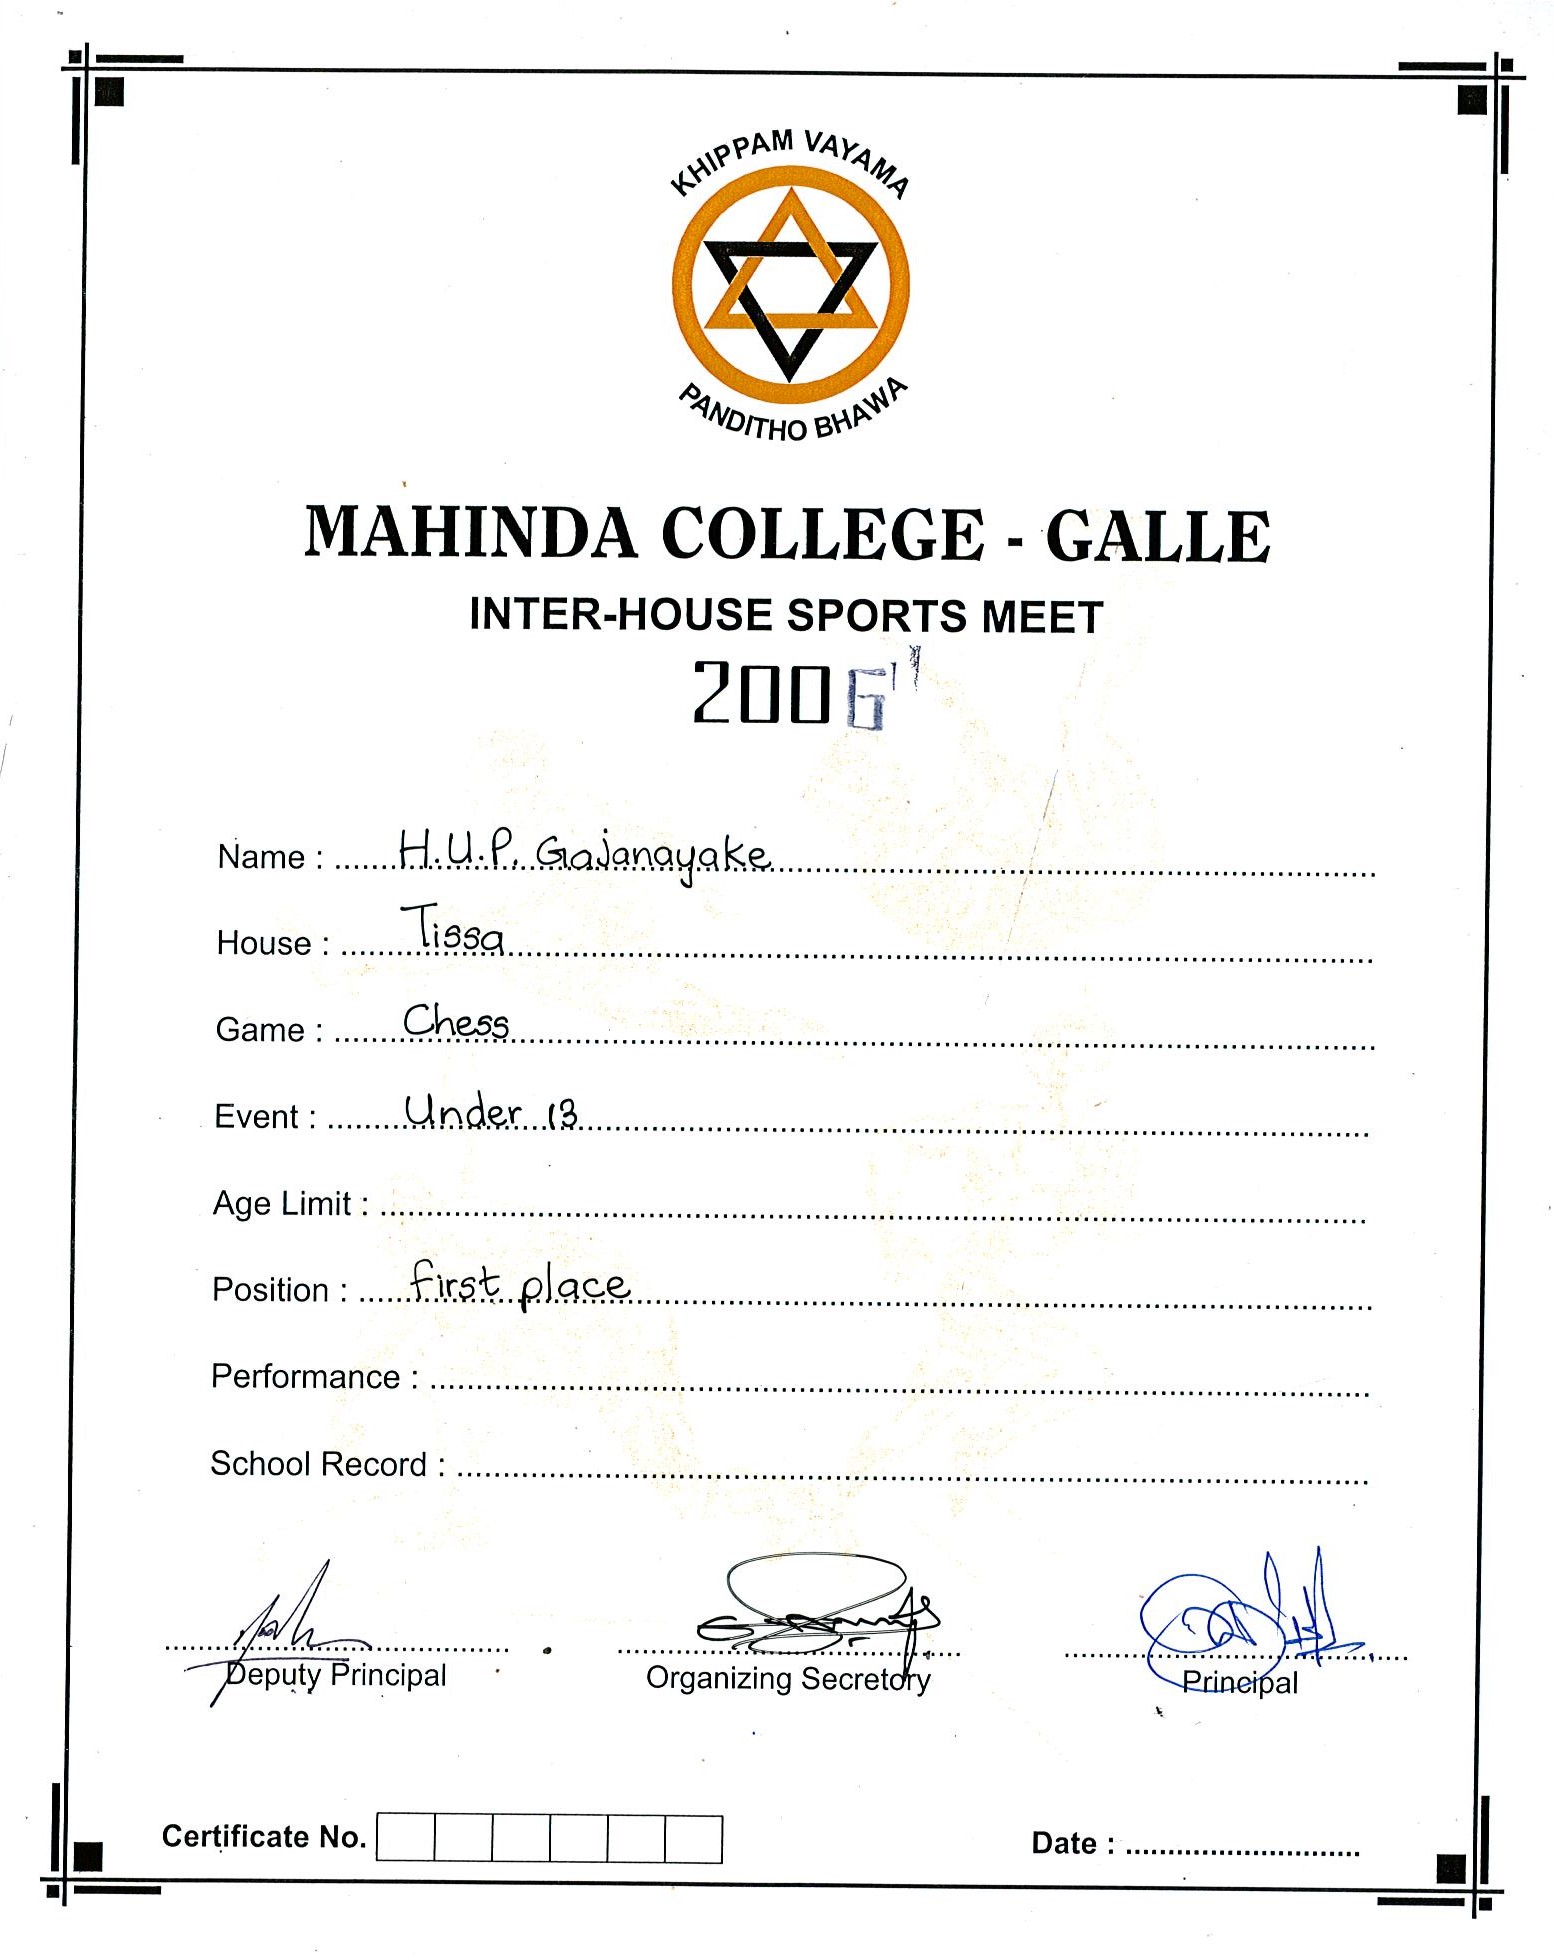 KHIPPAM VAYAMA
PANDITHO BHAWA
MAHINDA COLLEGE - GALLE
INTER-HOUSE SPORTS MEET
2006
Name : H.U.P. Gajanayake
House : Tissa
Game : Chess
Event : Under 13
Age Limit :
Position : first place
Performance :
School Record :
Deputy Principal Organizing Secretory Principal
Certificate No. Date :